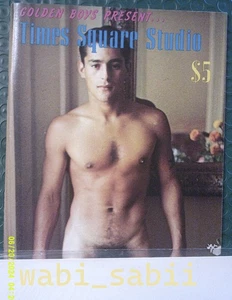 GOLDEN BOYS PRESENT...
Times Square Studio
$5
wabi_sabii